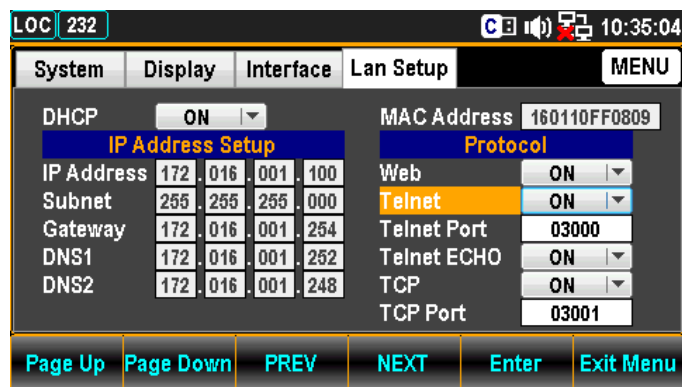 LOC 232 C 10:35:04
System Display Interface Lan Setup MENU
DHCP ON MAC Address 160110FF0809
IP Address Setup Protocol
IP Address 172 . 016 . 001 . 100 Web ON
Subnet 255 . 255 . 255 . 000 Telnet ON
Gateway 172 . 016 . 001 . 254 Telnet Port 03000
DNS1 172 . 016 . 001 . 252 Telnet ECHO ON
DNS2 172 . 016 . 001 . 248 TCP ON
TCP Port 03001
Page Up Page Down PREV NEXT Enter Exit Menu